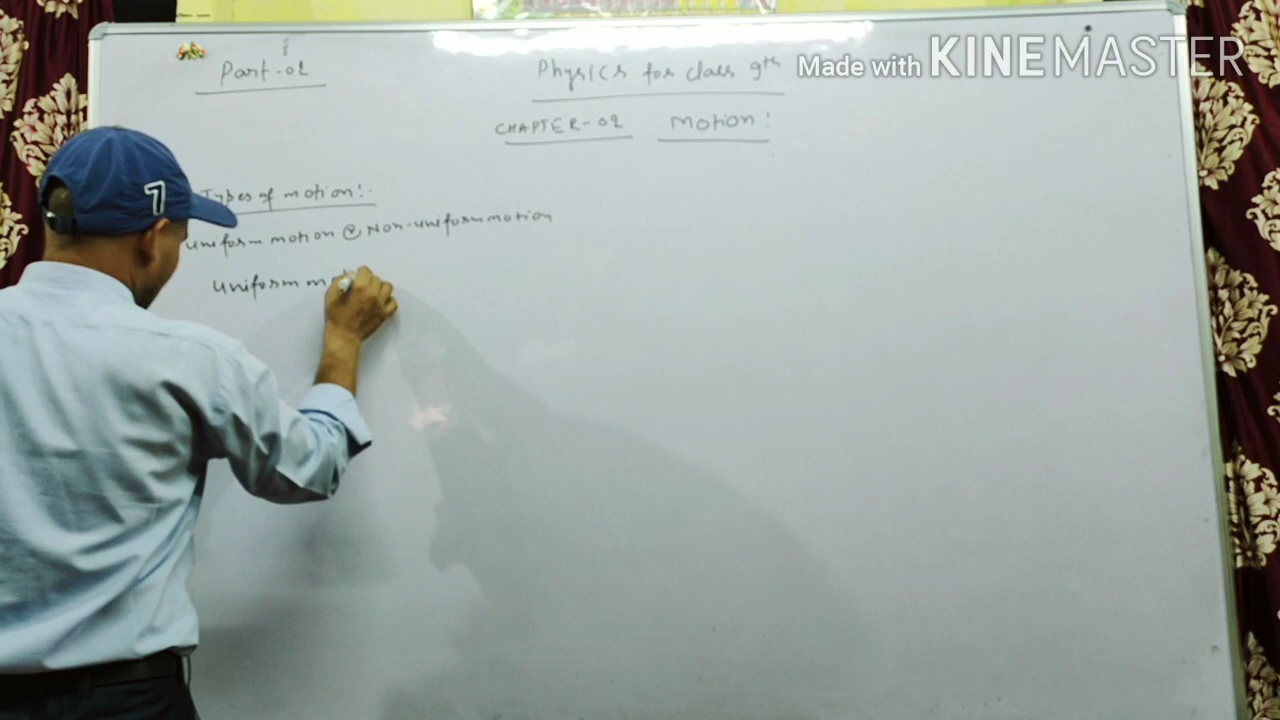 Part-02
Physics for class 9th
Made with KINEMASTER
CHAPTER-02 Motion:
Types of motion:-
7
uniform motion & Non-uniform motion
uniform m